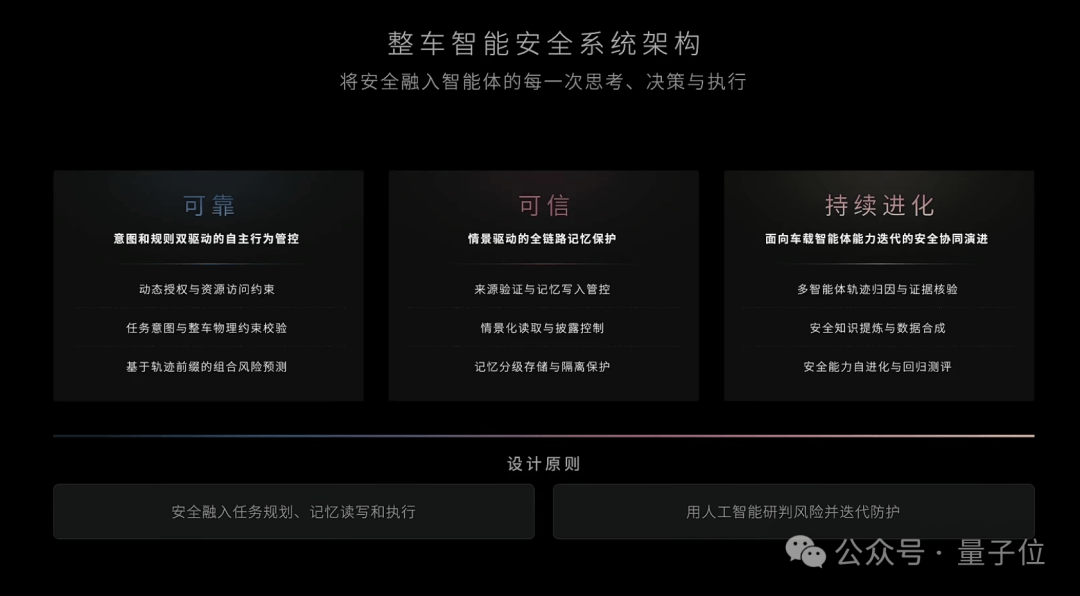 整车智能安全系统架构
将安全融入智能体的每一次思考、决策与执行
可靠
意图和规则双驱动的自主行为管控
动态授权与资源访问约束
任务意图与整车物理约束校验
基于轨迹前缀的组合风险预测
可信
情景驱动的全链路记忆保护
来源验证与记忆写入管控
情景化读取与披露控制
记忆分级存储与隔离保护
持续进化
面向车载智能体能力迭代的安全协同演进
多智能体轨迹归因与证据核验
安全知识提炼与数据合成
安全能力自进化与回归测评
设计原则
安全融入任务规划、记忆读写和执行
用人工智能研判风险并迭代防护
公众号 · 量子位